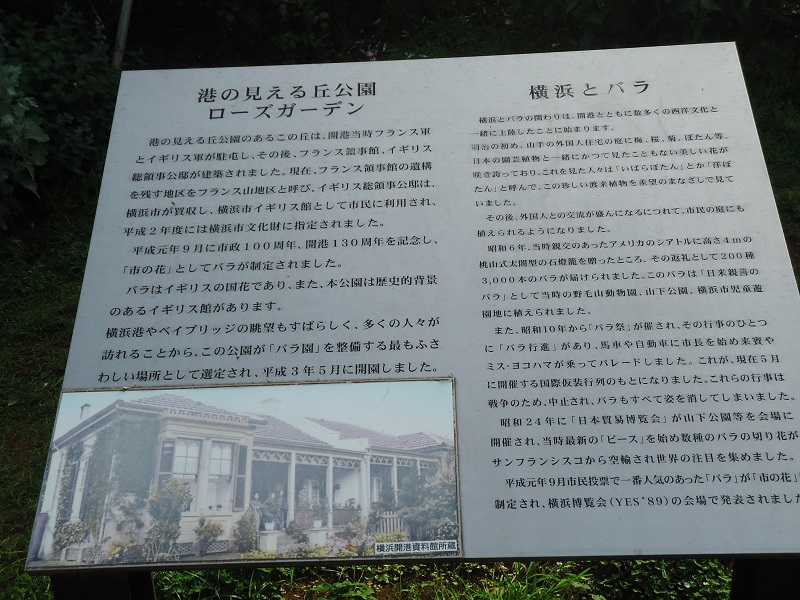 港の見える丘公園
ローズガーデン
港の見える丘公園のあるこの丘は、開港当時フランス軍
とイギリス軍が駐屯し、その後、フランス領事館、イギリス
総領事公邸が建築されました。現在、フランス領事館の遺構
を残す地区をフランス山地区と呼び、イギリス総領事公邸は、
横浜市が買収し、横浜市イギリス館として市民に利用され、
平成2年度には横浜市文化財に指定されました。
平成元年9月に市政100周年、開港130周年を記念し、
「市の花」としてバラが制定されました。
バラはイギリスの国花であり、また、本公園は歴史的背景
のあるイギリス館があります。
横浜港やベイブリッジの眺望もすばらしく、多くの人々が
訪れることから、この公園が「バラ園」を整備する最もふさ
わしい場所として選定され、平成3年5月に開園しました。
横浜開港資料館所蔵
横浜とバラ
横浜とバラの関わりは、開港とともに数多くの西洋文化と
一緒に上陸したことに始まります。
明治の初め、山手の外国人住宅の庭に梅、桜、菊、ぼたん等、
日本の園芸植物と一緒にかつて見たこともない美しい花が
咲き誇っており、これを見た人々は「いばらぼたん」とか「洋ぼ
たん」と呼んで、この珍しい渡来植物を羨望のまなざしで見て
いました。
その後、外国人との交流が盛んになるにつれて、市民の庭にも
植えられるようになりました。
昭和6年、当時親交のあったアメリカのシアトルに高さ4mの
桃山式太閤型の石燈籠を贈ったところ、その返礼として200種
3,000本のバラが届けられました。このバラは「日米親善の
バラ」として当時の野毛山動物園、山下公園、横浜市児童遊
園地に植えられました。
また、昭和10年から「バラ祭」が催され、その行事のひとつ
に「バラ行進」があり、馬車や自動車に市長を始め来賓や
ミス・ヨコハマが乗ってパレードしました。これが、現在5月
に開催する国際仮装行列のもとになりました。これらの行事は
戦争のため、中止され、バラもすべて姿を消してしまいました。
昭和24年に「日本貿易博覧会」が山下公園等を会場に
開催され、当時最新の「ピース」を始め数種のバラの切り花が
サンフランシスコから空輸され世界の注目を集めました。
平成元年9月市民投票で一番人気のあった「バラ」が「市の花」
制定され、横浜博覧会(YES'89)の会場で発表されました